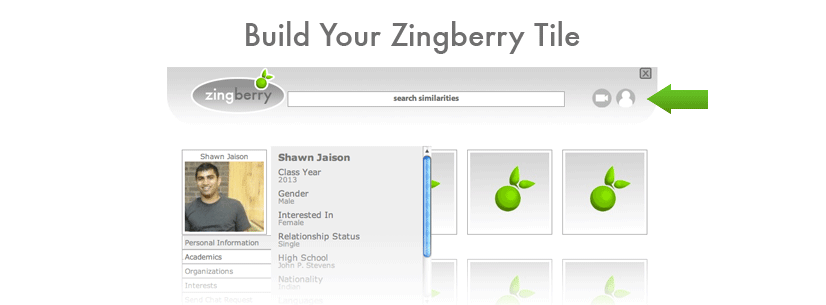 Build Your Zingberry Tile
zingberry
search similarities
Shawn Jaison
Personal Information
Academics
Organizations
Interests
Send Chat Request
Shawn Jaison
Class Year
2013
Gender
Male
Interested In
Female
Relationship Status
Single
High School
John P. Stevens
Nationality
Indian
Languages